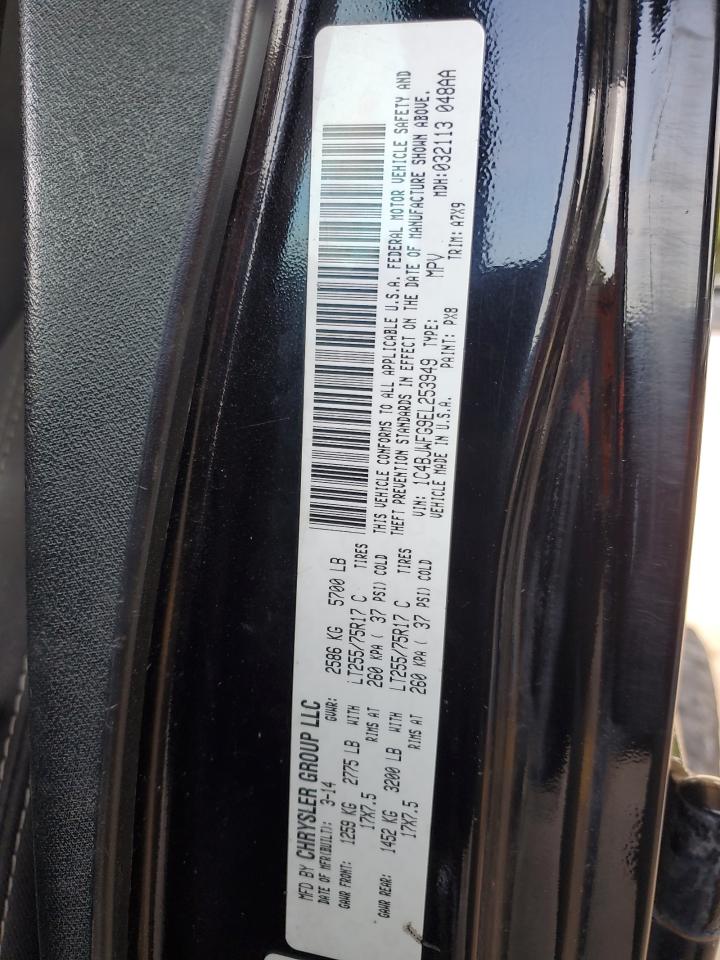 MFD BY CHRYSLER GROUP LLC
DATE OF MFR(BUILT): 3-14 GVWR: 2586 KG 5700 LB
GAWR FRONT: 1259 KG 2775 LB WITH LT255/75R17 C TIRES
17X7.5 RIMS AT 260 KPA ( 37 PSI) COLD
GAWR REAR: 1452 KG 3200 LB WITH LT255/75R17 C TIRES
17X7.5 RIMS AT 260 KPA ( 37 PSI) COLD
THIS VEHICLE CONFORMS TO ALL APPLICABLE U.S.A. FEDERAL MOTOR VEHICLE SAFETY AND
THEFT PREVENTION STANDARDS IN EFFECT ON THE DATE OF MANUFACTURE SHOWN ABOVE.
VIN: 1C4BJWFG9EL253949 TYPE: MPV MDH:032113 048AA
VEHICLE MADE IN U.S.A. PAINT: PX8 TRIM: A7X9